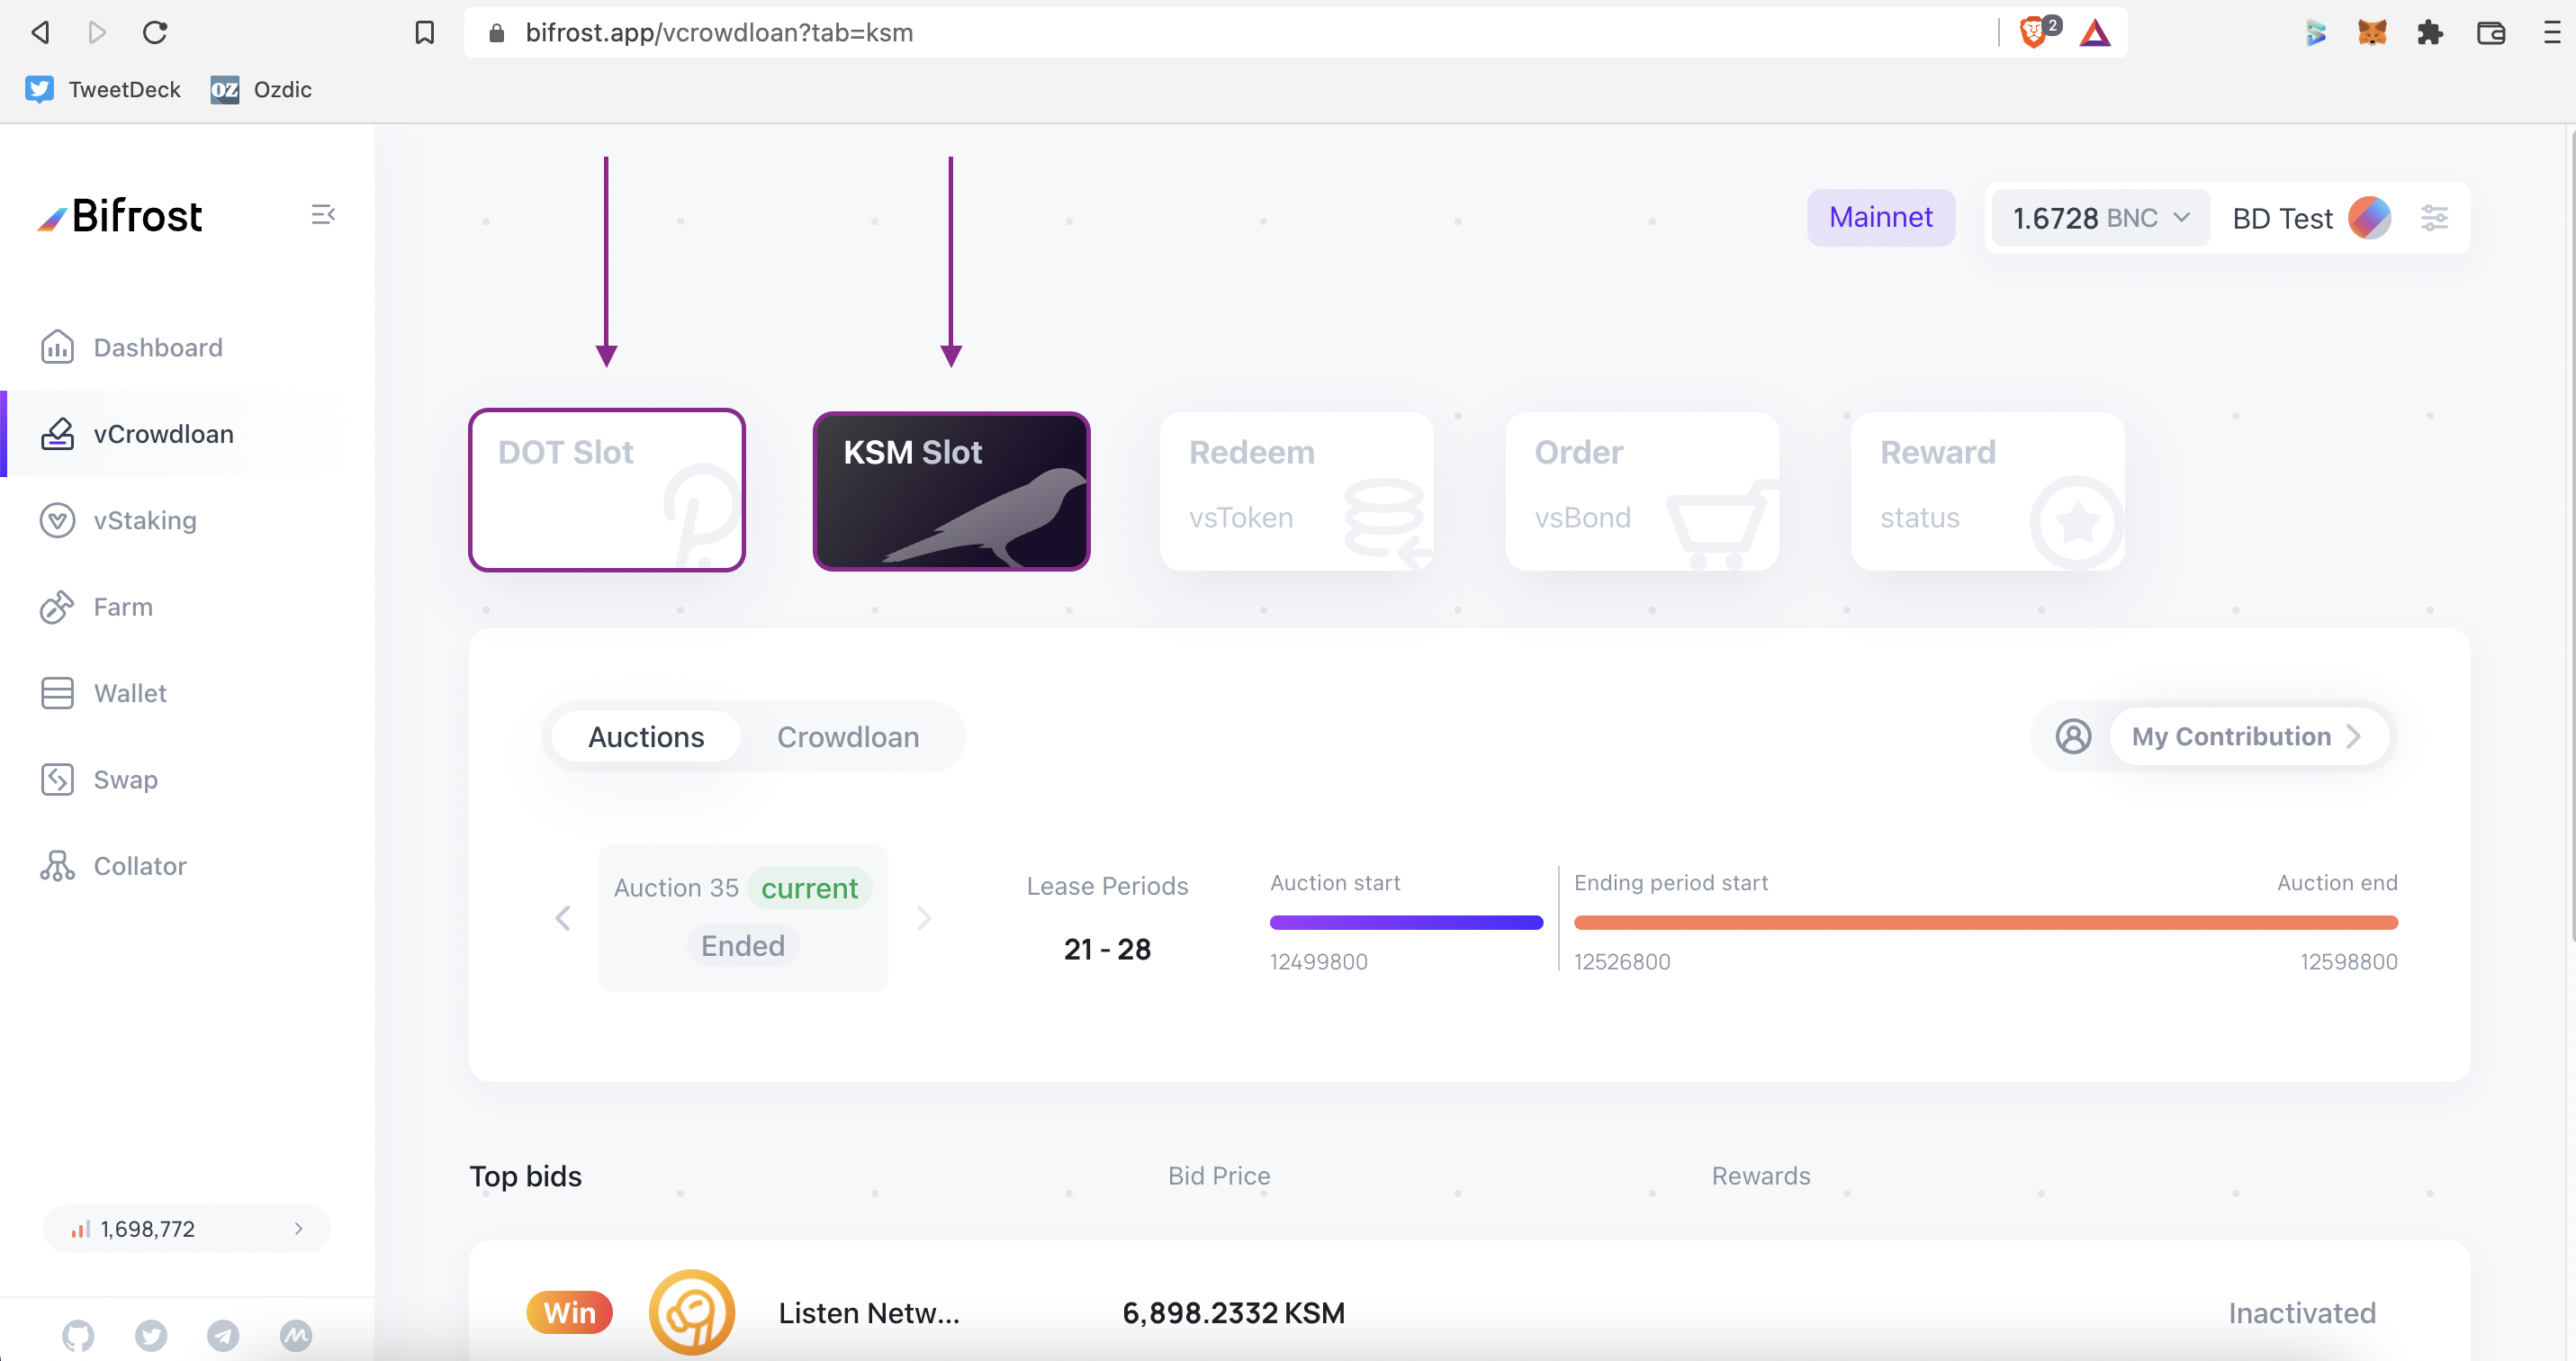 bifrost.app/vcrowdloan?tab=ksm
2
TweetDeck
OZ
Ozdic
Bifrost
Mainnet
1.6728 BNC
BD Test
Dashboard
vCrowdloan
vStaking
Farm
Wallet
Swap
Collator
DOT Slot
KSM Slot
Redeem
vsToken
Order
vsBond
Reward
status
Auctions
Crowdloan
My Contribution
Auction 35 current
Ended
Lease Periods
21 - 28
Auction start
Ending period start
Auction end
12499800
12526800
12598800
Top bids
Bid Price
Rewards
1,698,772
Win
Listen Netw...
6,898.2332 KSM
Inactivated